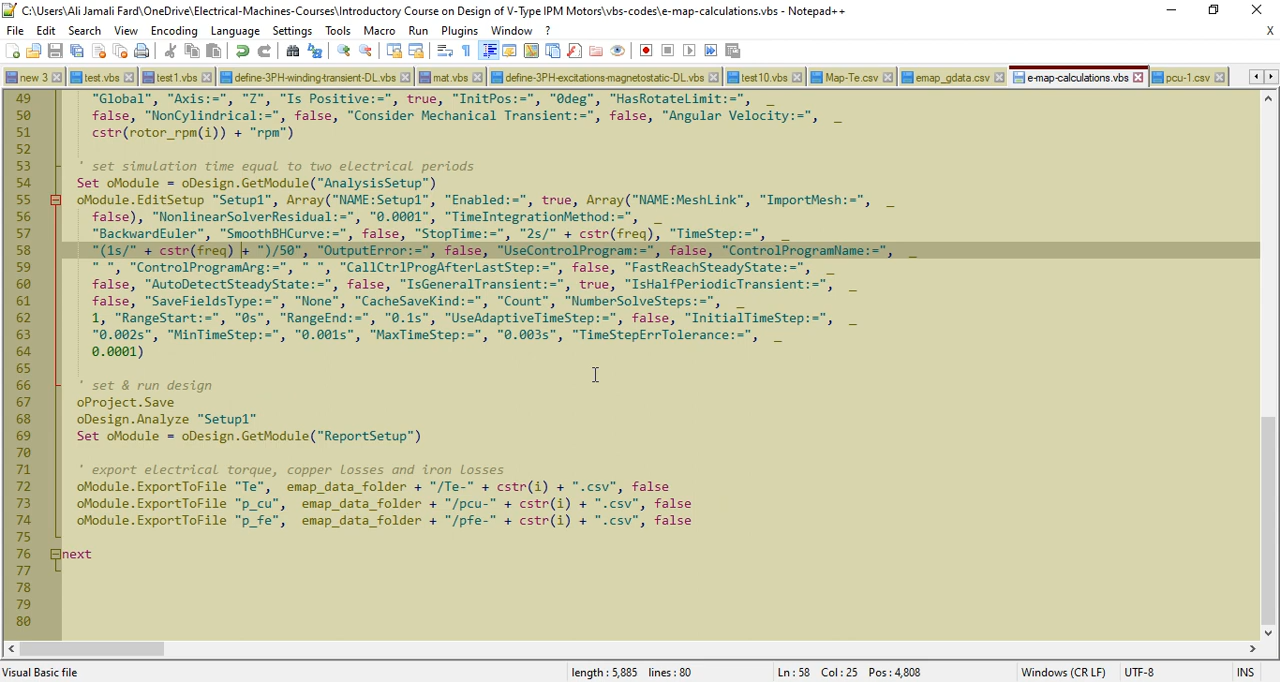 C:\Users\Ali Jamali Fard\OneDrive\Electrical-Machines-Courses\Introductory Course on Design of V-Type IPM Motors\vbs-codes\e-map-calculations.vbs - Notepad++
File Edit Search View Encoding Language Settings Tools Macro Run Plugins Window ? X
new 3 test.vbs test1.vbs define-3PH-winding-transient-DL.vbs mat.vbs define-3PH-excitations-magnetostatic-DL.vbs test10.vbs Map-Te.csv emap_gdata.csv e-map-calculations.vbs pcu-1.csv
49 "Global", "Axis:=", "Z", "Is Positive:=", true, "InitPos:=", "0deg", "HasRotateLimit:=", _
50 false, "NonCylindrical:=", false, "Consider Mechanical Transient:=", false, "Angular Velocity:=", _
51 cstr(rotor_rpm(i)) + "rpm")
52
53 ' set simulation time equal to two electrical periods
54 Set oModule = oDesign.GetModule("AnalysisSetup")
55 oModule.EditSetup "Setup1", Array("NAME:Setup1", "Enabled:=", true, Array("NAME:MeshLink", "ImportMesh:=", _
56 false), "NonlinearSolverResidual:=", "0.0001", "TimeIntegrationMethod:=", _
57 "BackwardEuler", "SmoothBHCurve:=", false, "StopTime:=", "2s/" + cstr(freq), "TimeStep:=", _
58 "(1s/" + cstr(freq) + ")/50", "OutputError:=", false, "UseControlProgram:=", false, "ControlProgramName:=", _
59 " ", "ControlProgramArg:=", " ", "CallCtrlProgAfterLastStep:=", false, "FastReachSteadyState:=", _
60 false, "AutoDetectSteadyState:=", false, "IsGeneralTransient:=", true, "IsHalfPeriodicTransient:=", _
61 false, "SaveFieldsType:=", "None", "CacheSaveKind:=", "Count", "NumberSolveSteps:=", _
62 1, "RangeStart:=", "0s", "RangeEnd:=", "0.1s", "UseAdaptiveTimeStep:=", false, "InitialTimeStep:=", _
63 "0.002s", "MinTimeStep:=", "0.001s", "MaxTimeStep:=", "0.003s", "TimeStepErrTolerance:=", _
64 0.0001)
65
66 ' set & run design
67 oProject.Save
68 oDesign.Analyze "Setup1"
69 Set oModule = oDesign.GetModule("ReportSetup")
70
71 ' export electrical torque, copper losses and iron losses
72 oModule.ExportToFile "Te", emap_data_folder + "/Te-" + cstr(i) + ".csv", false
73 oModule.ExportToFile "p_cu", emap_data_folder + "/pcu-" + cstr(i) + ".csv", false
74 oModule.ExportToFile "p_fe", emap_data_folder + "/pfe-" + cstr(i) + ".csv", false
75
76 next
77
78
79
80
Visual Basic file length : 5,885 lines : 80 Ln : 58 Col : 25 Pos : 4,808 Windows (CR LF) UTF-8 INS